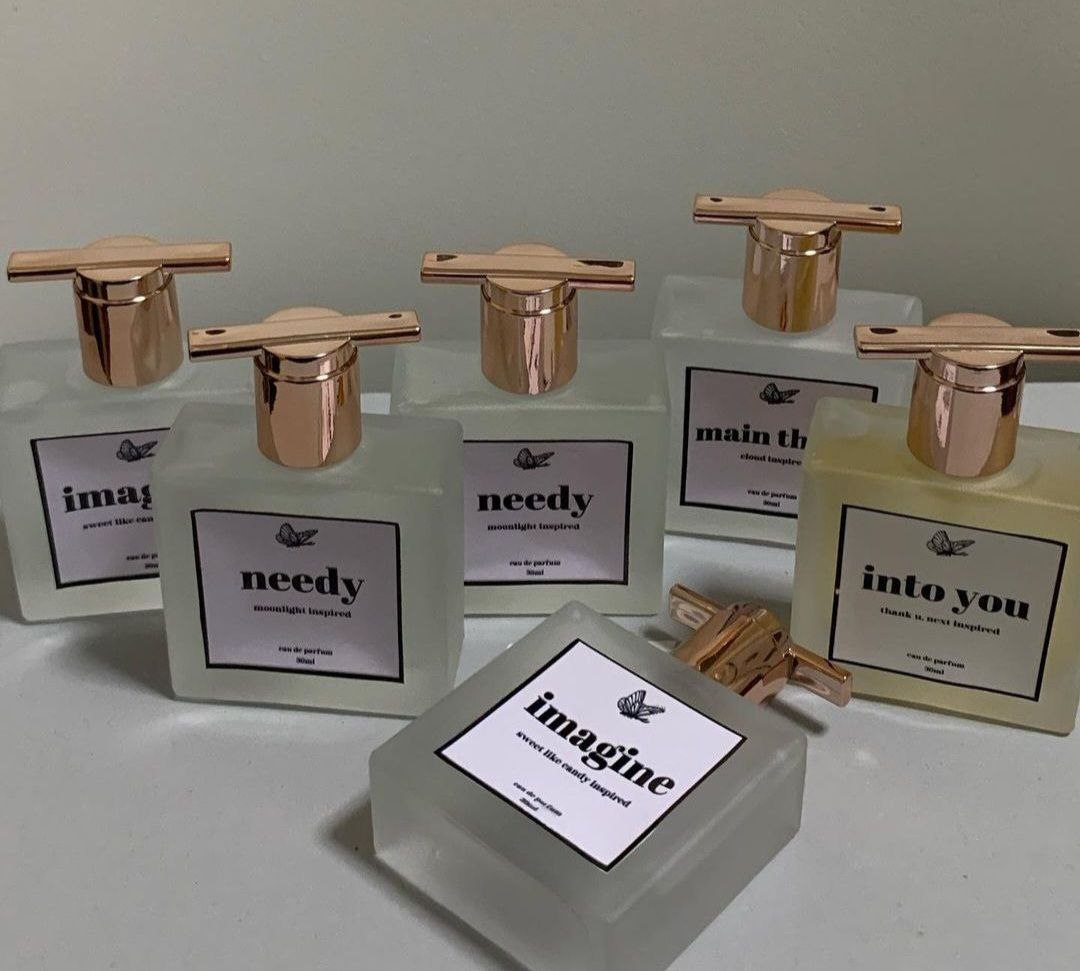 imag
sweet like can
eau de p
needy
moonlight inspired
eau de parfum
30ml
needy
moonlight inspired
eau de parfum
30ml
main th
cloud inspire
eau de parfum
30ml
into you
thank u, next inspired
eau de parfum
30ml
imagine
sweet like candy inspired
eau de parfum
30ml